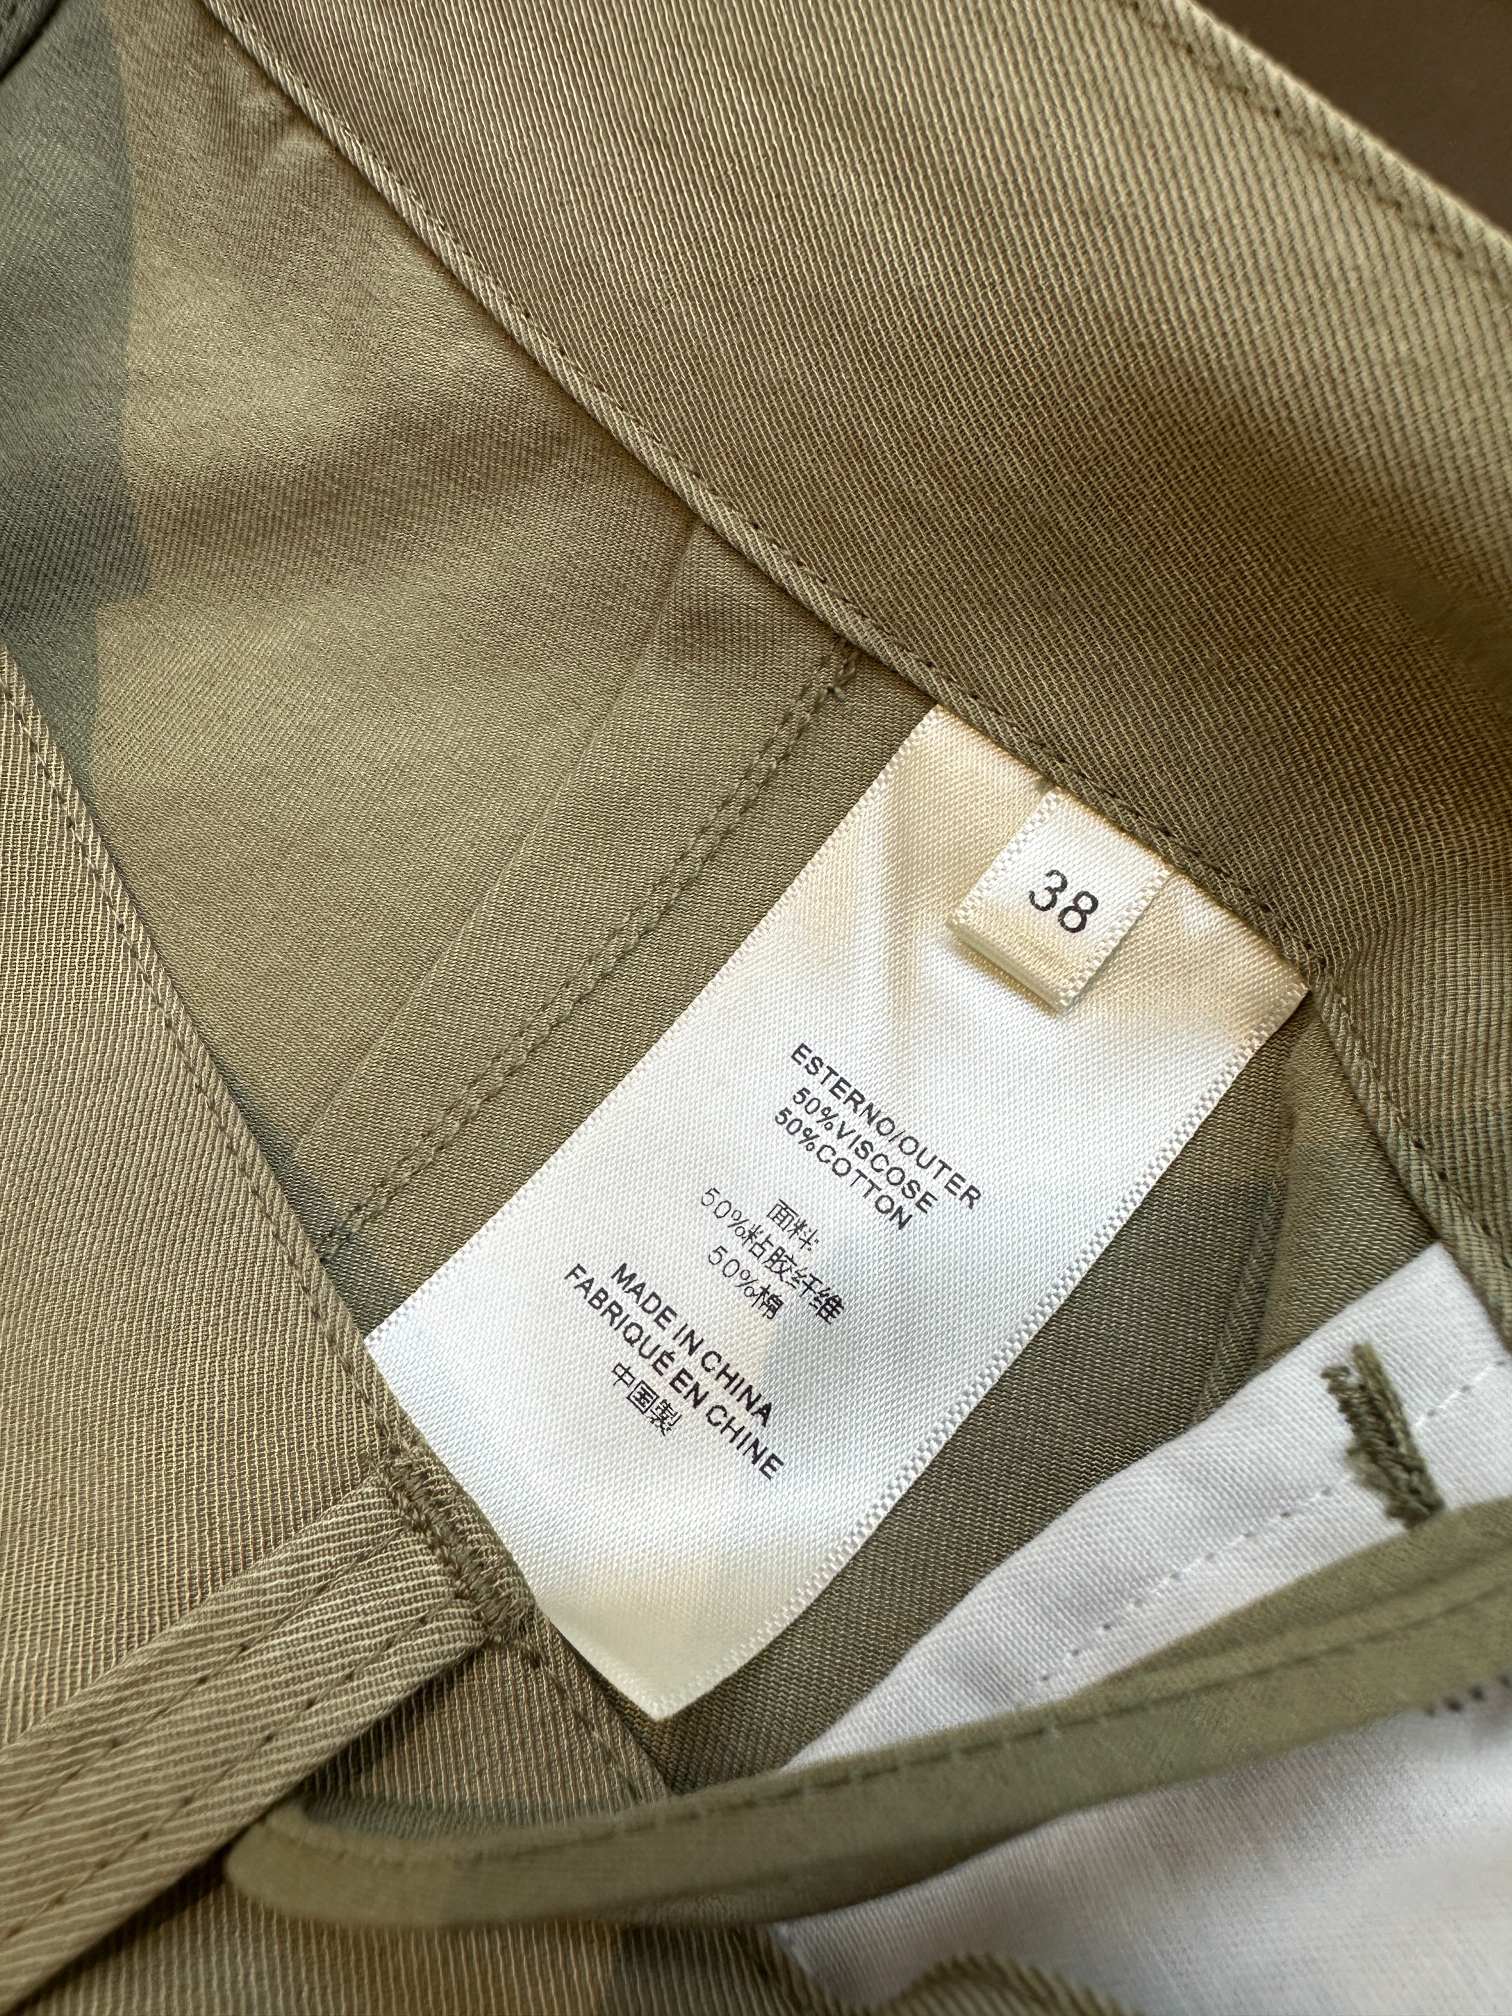 38
ESTERNO/OUTER
50%VISCOSE
50%COTTON
面料
50%粘胶纤维
50%棉
MADE IN CHINA
FABRIQUÉ EN CHINE
中国製